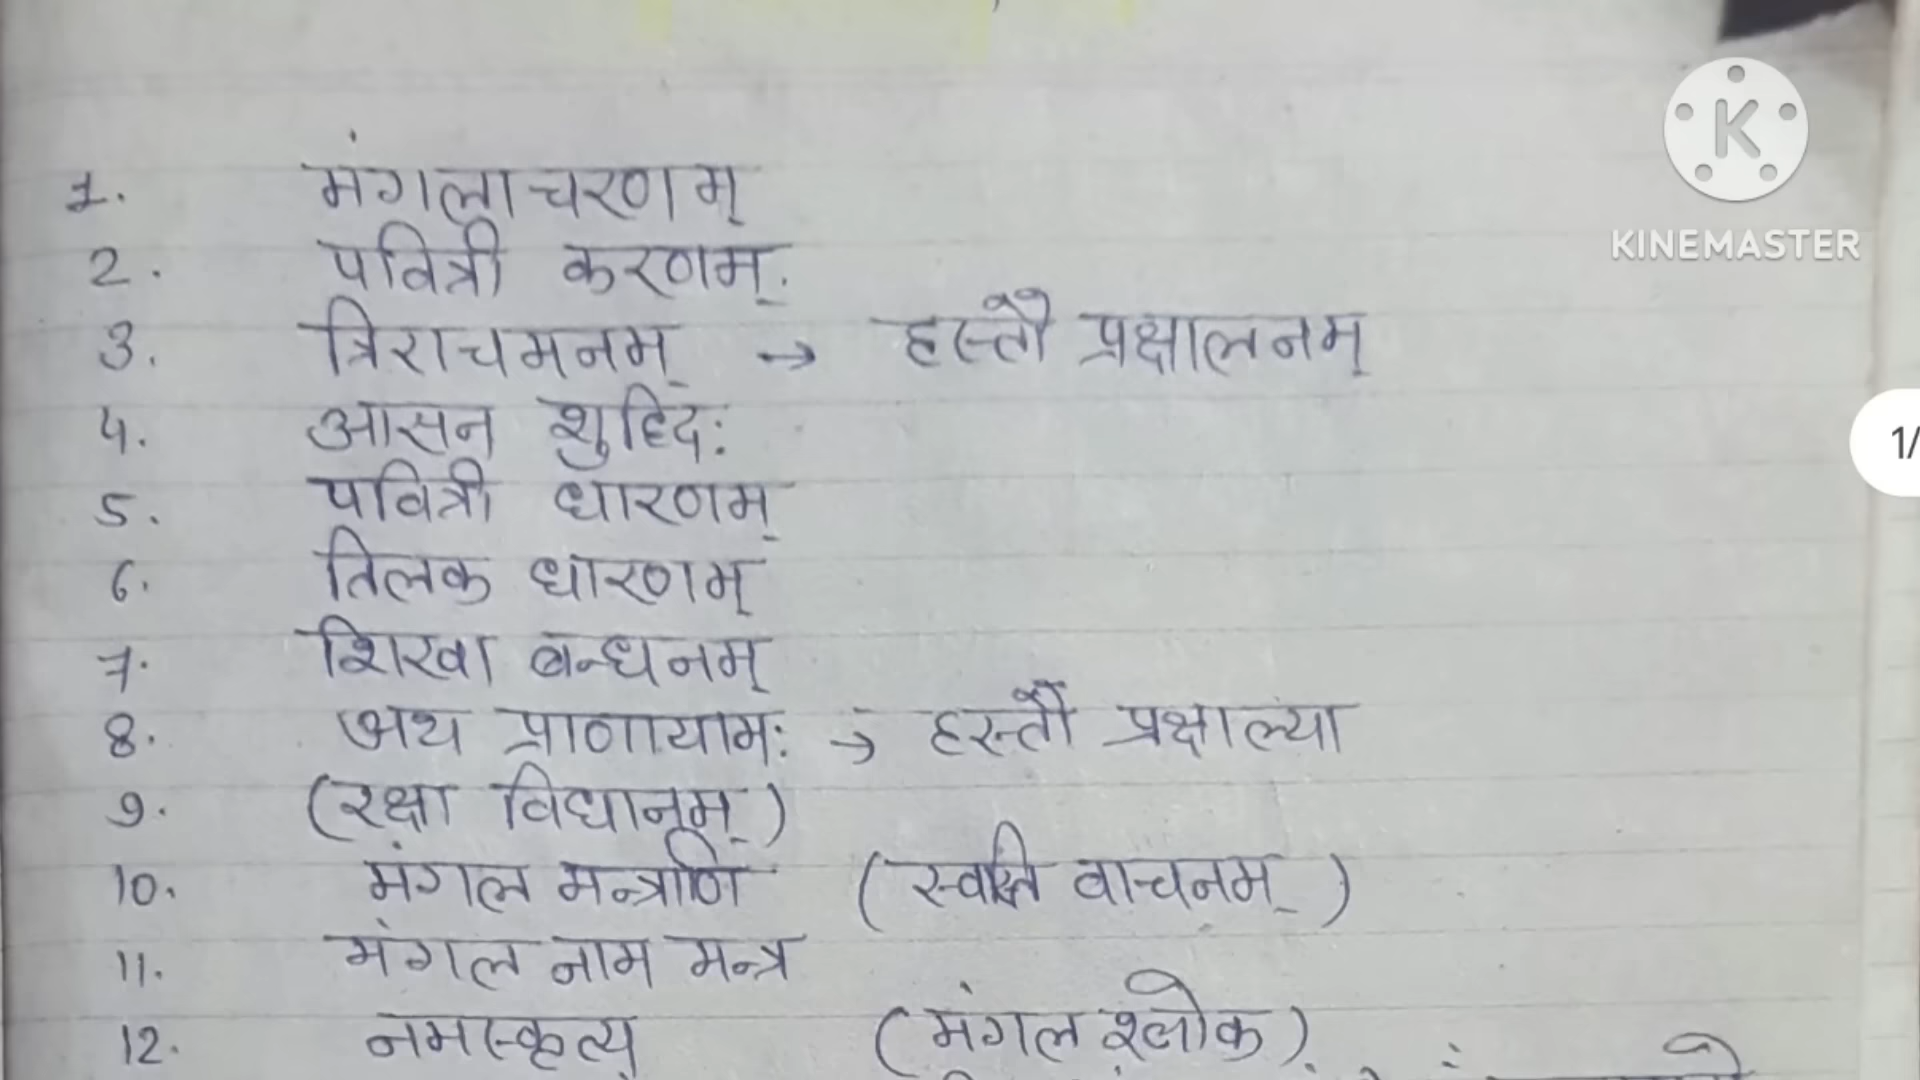 1. मंगलाचरणम्
2. पवित्री करणम्.
3. त्रिराचमनम् → हस्तौ प्रक्षालनम्
4. आसन शुद्दि:
5. पवित्री धारणम्
6. तिलक धारणम्
7. शिखा बन्धनम्
8. अथ प्राणायाम: → हस्तौ प्रक्षाल्या
9. (रक्षा विधानम्)
10. मंगल मन्त्राणि (स्वस्ति वाचनम्)
11. मंगल नाम मन्त्र
12. नमस्कृत्य् (मंगल श्लोक)
KINEMASTER
1/